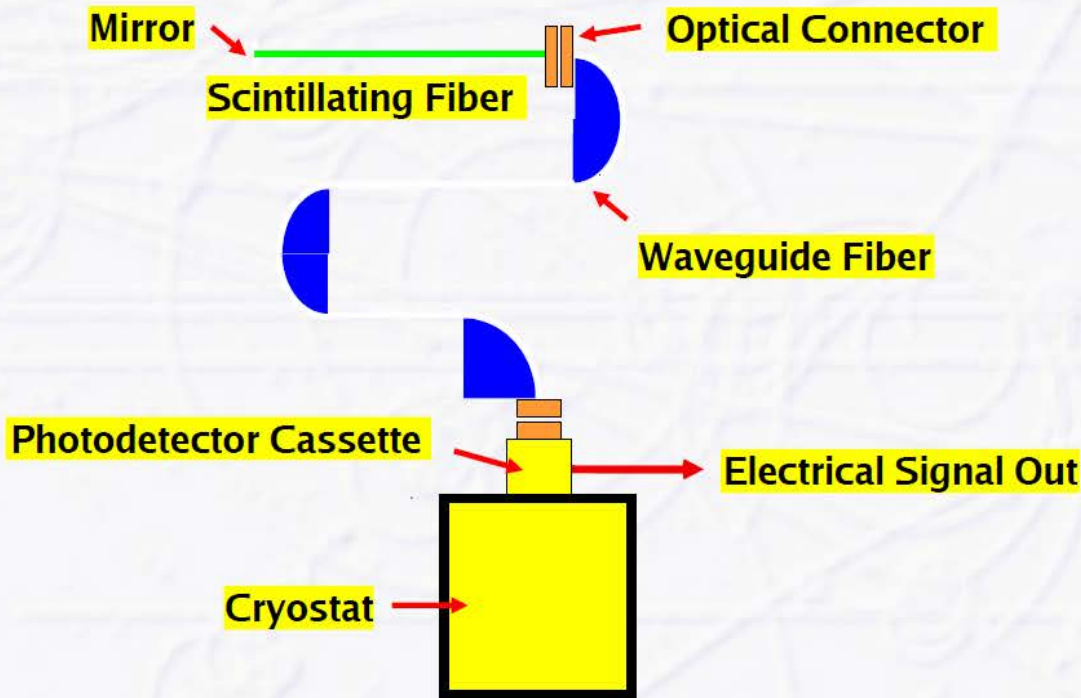 Mirror
Optical Connector
Scintillating Fiber
Waveguide Fiber
Photodetector Cassette
Electrical Signal Out
Cryostat